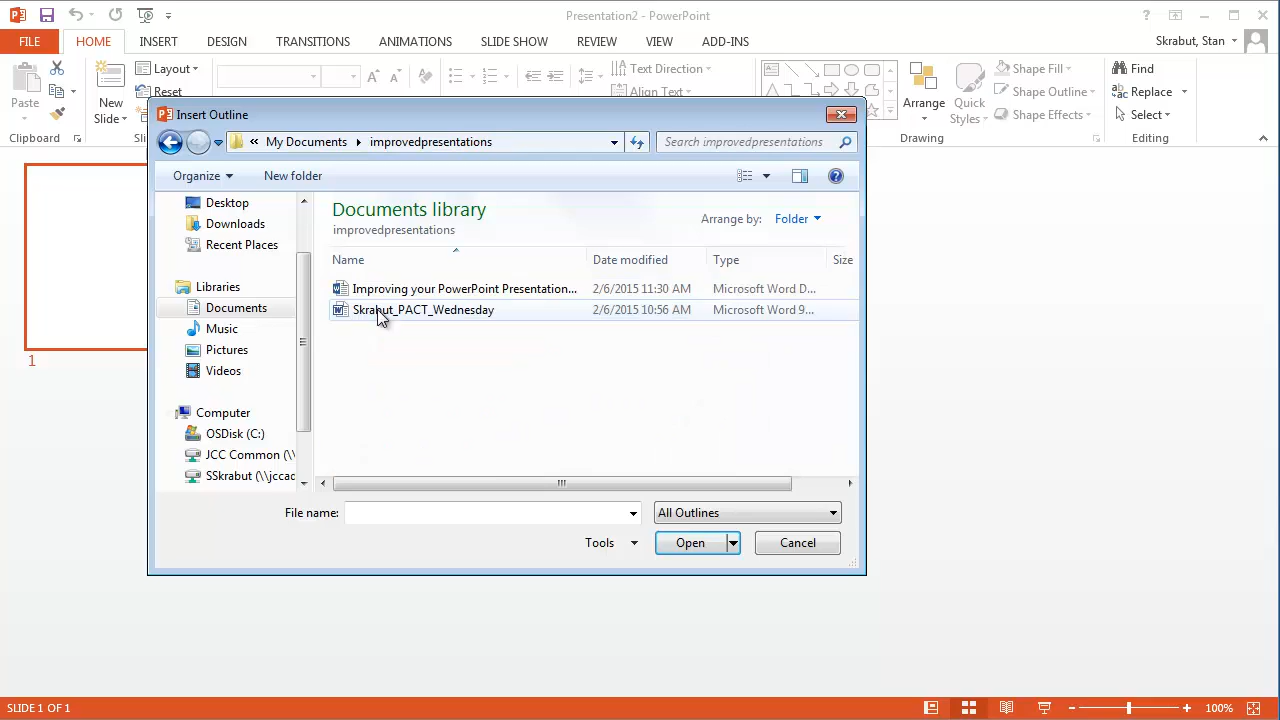 Presentation2 - PowerPoint
FILE HOME INSERT DESIGN TRANSITIONS ANIMATIONS SLIDE SHOW REVIEW VIEW ADD-INS Skrabut, Stan
Paste
New
Slide
Layout
Reset
Text Direction
Align Text
Arrange
Quick
Styles
Shape Fill
Shape Outline
Shape Effects
Find
Replace
Select
Clipboard
Drawing
Editing
Insert Outline
My Documents improvedpresentations
Search improvedpresentations
Organize New folder
Desktop
Downloads
Recent Places
Libraries
Documents
Music
Pictures
Videos
Computer
OSDisk (C:)
JCC Common (\\
SSkrabut (\\jccac
Documents library
improvedpresentations
Arrange by: Folder
Name Date modified Type Size
Improving your PowerPoint Presentation... 2/6/2015 11:30 AM Microsoft Word D...
Skrabut_PACT_Wednesday 2/6/2015 10:56 AM Microsoft Word 9...
File name:
All Outlines
Tools Open Cancel
1
SLIDE 1 OF 1
100%